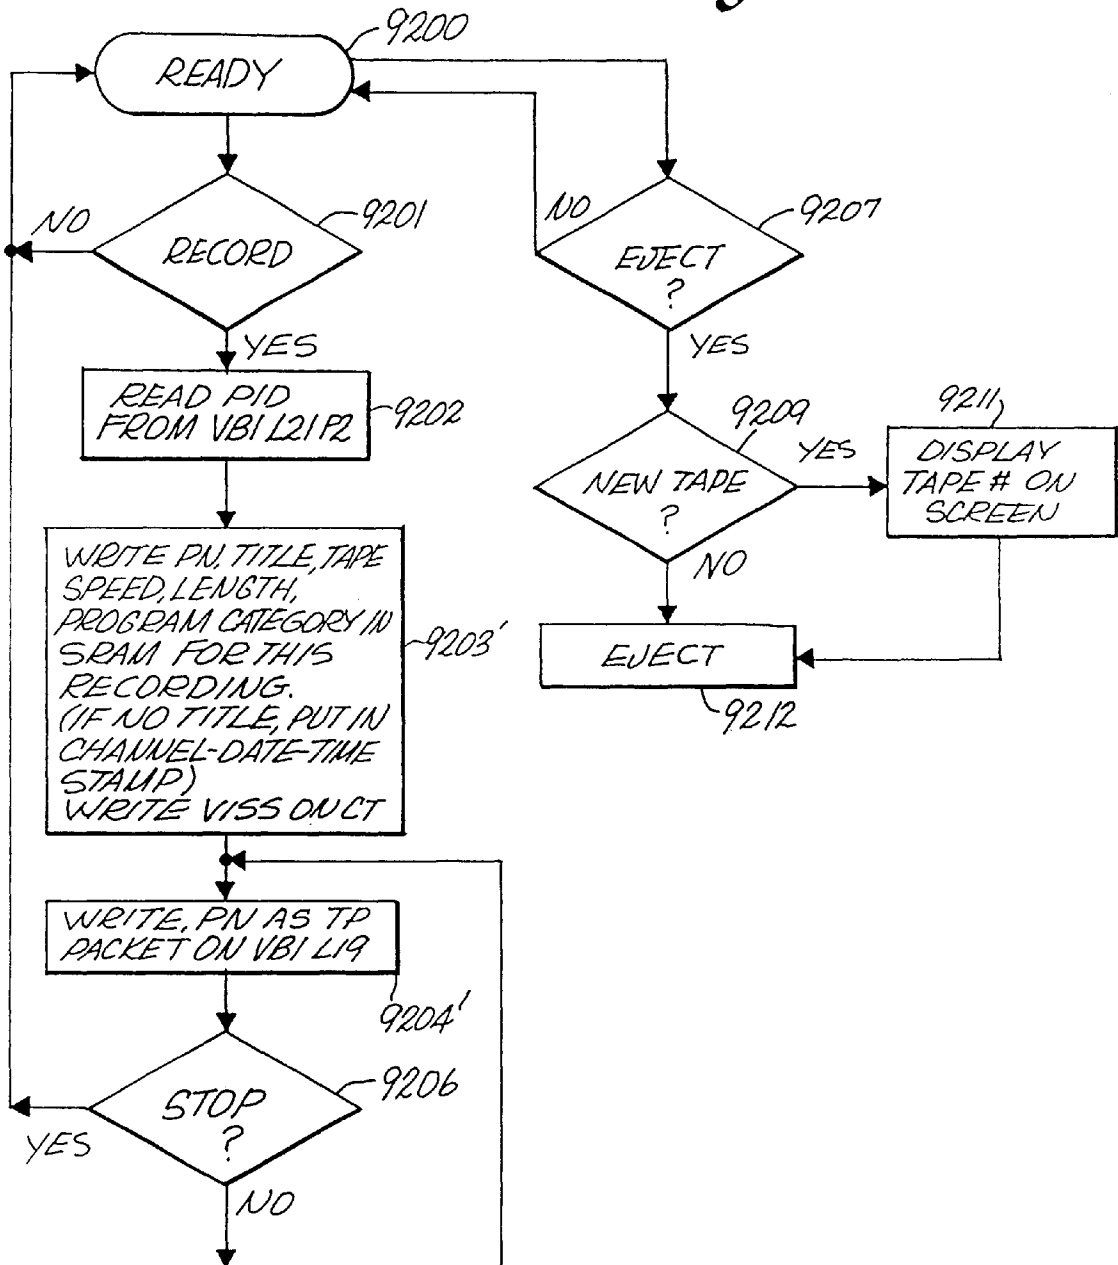 9200
READY
NO
9201
RECORD
YES
READ PID
FROM VBI L21 P2
9202
WRITE PN, TITLE, TAPE
SPEED, LENGTH,
PROGRAM CATEGORY IN
SRAM FOR THIS
RECORDING.
(IF NO TITLE, PUT IN
CHANNEL-DATE-TIME
STAMP)
WRITE VISS ON CT
9203'
WRITE, PN AS TP
PACKET ON VBI L19
9204'
STOP
?
9206
YES
NO
NO
9207
EJECT
?
YES
9209
NEW TAPE
?
YES
NO
9211
DISPLAY
TAPE # ON
SCREEN
EJECT
9212